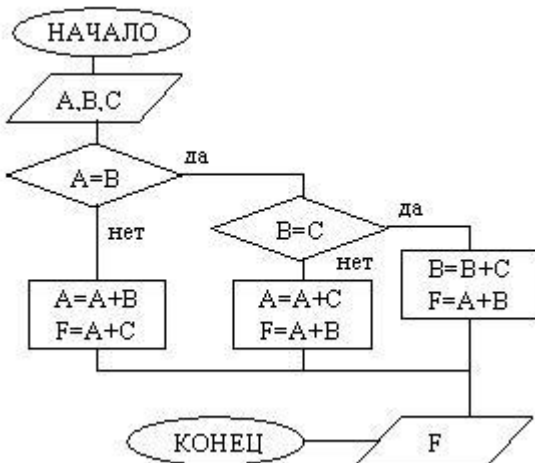 НАЧАЛО
A,B,C
A=B
да
нет
B=C
да
нет
A=A+B
F=A+C
A=A+C
F=A+B
B=B+C
F=A+B
КОНЕЦ
F